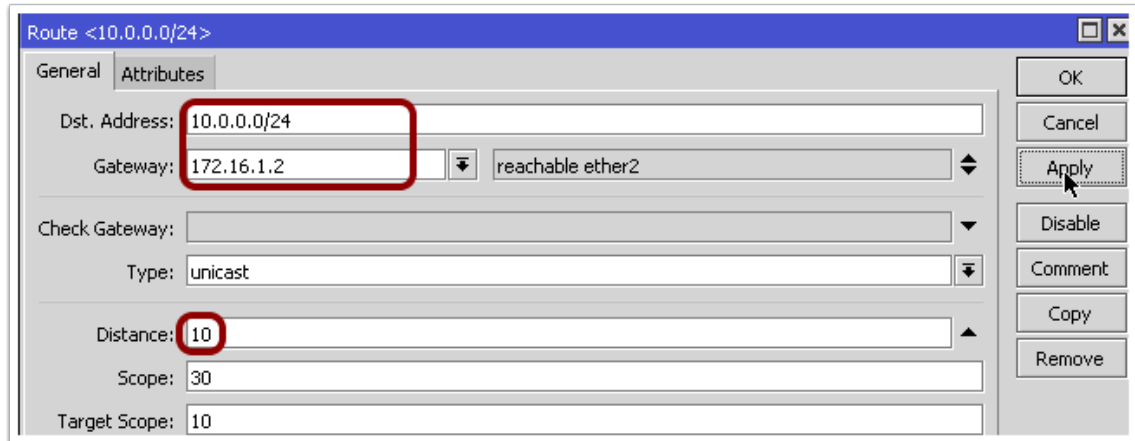 Route <10.0.0.0/24>
General Attributes
Dst. Address: 10.0.0.0/24
Gateway: 172.16.1.2 reachable ether2
Check Gateway:
Type: unicast
Distance: 10
Scope: 30
Target Scope: 10
OK
Cancel
Apply
Disable
Comment
Copy
Remove